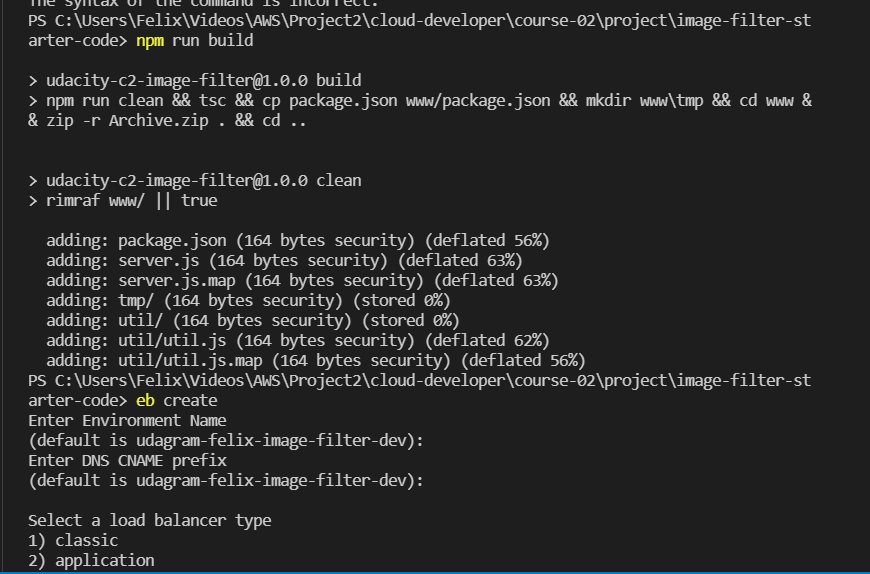 The syntax of the command is incorrect.
PS C:\Users\Felix\Videos\AWS\Project2\cloud-developer\course-02\project\image-filter-st
arter-code> npm run build
> udacity-c2-image-filter@1.0.0 build
> npm run clean && tsc && cp package.json www/package.json && mkdir www\tmp && cd www &
& zip -r Archive.zip . && cd ..
> udacity-c2-image-filter@1.0.0 clean
> rimraf www/ || true
adding: package.json (164 bytes security) (deflated 56%)
adding: server.js (164 bytes security) (deflated 63%)
adding: server.js.map (164 bytes security) (deflated 63%)
adding: tmp/ (164 bytes security) (stored 0%)
adding: util/ (164 bytes security) (stored 0%)
adding: util/util.js (164 bytes security) (deflated 62%)
adding: util/util.js.map (164 bytes security) (deflated 56%)
PS C:\Users\Felix\Videos\AWS\Project2\cloud-developer\course-02\project\image-filter-st
arter-code> eb create
Enter Environment Name
(default is udagram-felix-image-filter-dev):
Enter DNS CNAME prefix
(default is udagram-felix-image-filter-dev):
Select a load balancer type
1) classic
2) application